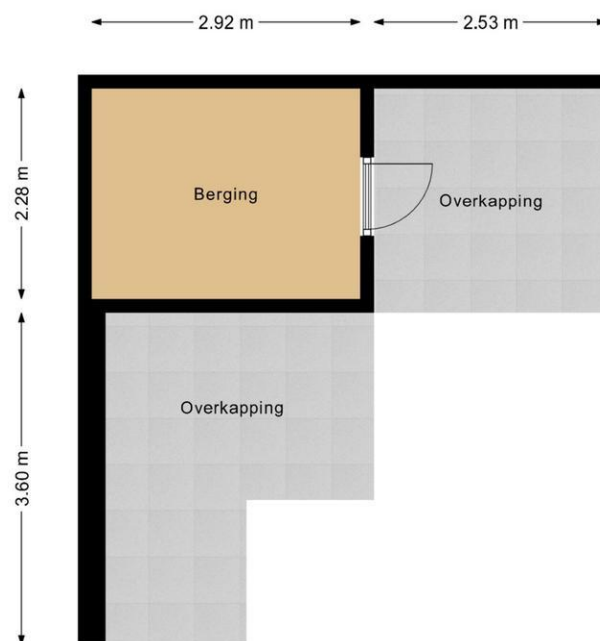 2.92 m
2.53 m
2.28 m
Berging
Overkapping
Overkapping
3.60 m